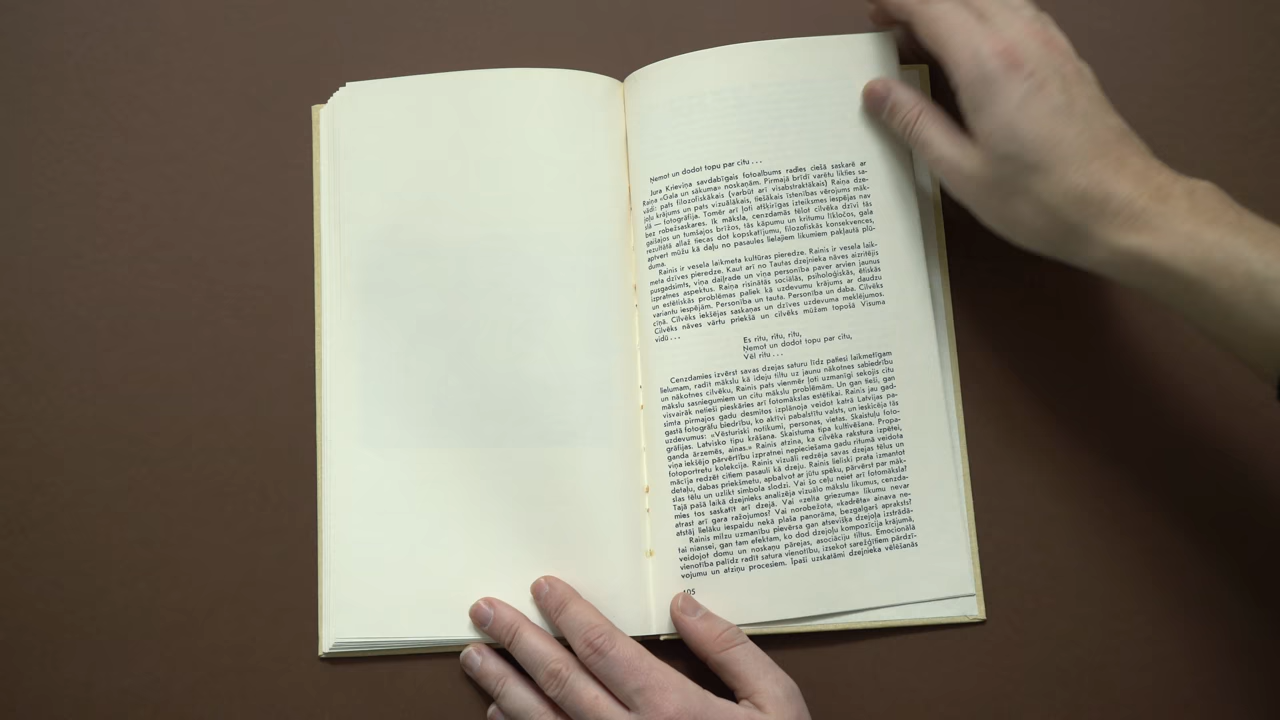 Ņemot un dodot topu par citu . . .
Jura Krieviņa savdabīgais fotoalbums radies ciešā saskarē ar
Raiņa «Gala un sākuma» noskaņām. Pirmajā brīdī varētu likties sa-
vādi: pats filozofiskākais (varbūt arī visabstraktākais) Raiņa dze-
joļu krājums un pats vizuālākais, tiešākais īstenības vērojums māk-
slā — fotogrāfija. Tomēr arī ļoti atšķirīgas izteiksmes iespējas nav
bez robežsaskares. Ik māksla, cenzdamās tēlot cilvēka dzīvi tās
gaišajos un tumšajos brīžos, tās kāpumu un kritumu līkločos, gala
rezultātā allaž tiecas dot kopskatījumu, filozofiskās konsekvences,
aptvert mūžu kā daļu no pasaules lielajiem likumiem pakļautā plū-
duma.
Rainis ir vesela laikmeta kultūras pieredze. Rainis ir vesela laik-
meta dzīves pieredze. Kaut arī no Tautas dzejnieka nāves aizritējis
pusgadsimts, viņa daiļrade un viņa personība paver arvien jaunus
izpratnes aspektus. Raiņa risinātās sociālās, psiholoģiskās, ētiskās
un estētiskās problēmas paliek kā uzdevumu krājums ar daudzu
variantu iespējām. Personība un tauta. Personība un daba. Cilvēks
cīņā. Cilvēks iekšējas saskaņas un dzīves uzdevuma meklējumos.
Cilvēks nāves vārtu priekšā un cilvēks mūžam topošā Visuma
vidū . . .
Es ritu, ritu, ritu,
Ņemot un dodot topu par citu,
Vēl ritu . . .
Cenzdamies izvērst savas dzejas saturu līdz patiesi laikmetīgam
lielumam, radīt mākslu kā ideju tiltu uz jaunu nākotnes sabiedrību
un nākotnes cilvēku, Rainis pats vienmēr ļoti uzmanīgi sekojis citu
mākslu sasniegumiem un citu mākslu problēmām. Un gan tieši, gan
visvairāk netieši pieskāries arī fotomākslas estētikai. Rainis jau gad-
simta pirmajos gadu desmitos izplānoja veidot katrā Latvijas pa-
gastā fotogrāfu biedrību, ko aktīvi pabalstītu valsts, un ieskicēja tās
uzdevumus: «Vēsturiski notikumi, personas, vietas. Skaistuļu foto-
grāfijas. Latvisko tipu krāšana. Skaistuma tipa kultivēšana. Propa-
ganda ārzemēs, ainas.» Rainis atzina, ka cilvēka rakstura izpētei,
viņa iekšējo pārvērtību izpratnei nepieciešama gadu ritumā veidota
fotoportretu kolekcija. Rainis vizuāli redzēja savas dzejas tēlus un
mācīja redzēt citiem pasauli kā dzeju. Rainis lieliski prata izmantot
detaļu, dabas priekšmetu, apbalvot ar jūtu spēku, pārvērst par māk-
slas tēlu un uzlikt simbola slodzi. Vai šo ceļu neiet arī fotomāksla?
Tajā pašā laikā dzejnieks analizēja vizuālo mākslu likumus, cenzda-
mies tos saskatīt arī dzejā. Vai «zelta griezuma» likumu nevar
atrast arī gara ražojumos? Vai norobežota, «kadrēta» ainava ne-
atstāj lielāku iespaidu nekā plaša panorāma, bezgalgarš apraksts?
Rainis milzu uzmanību pievērsa gan atsevišķa dzejoļa izstrādā-
tai niansei, gan tam efektam, ko dod dzejoļu kompozīcija krājumā,
veidojot domu un noskaņu pārejas, asociāciju tiltus. Emocionālā
vienotība palīdz radīt satura vienotību, izsekot sarežģītiem pārdzī-
vojumu un atziņu procesiem. Īpaši uzskatāmi dzejnieka vēlēšanās
105